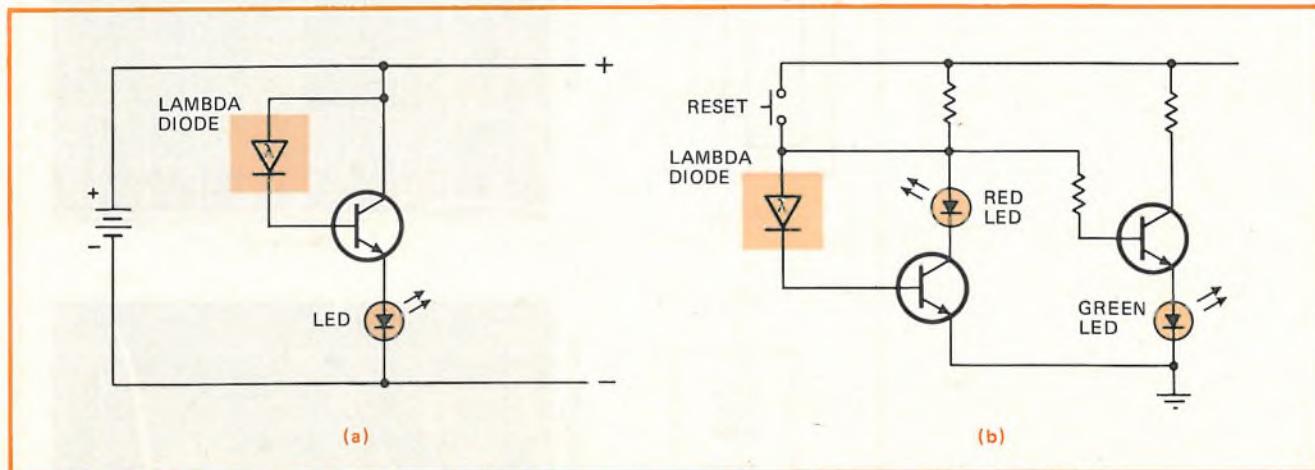 LAMBDA
DIODE
λ
+
−
+
LED
−
(a)
RESET
LAMBDA
DIODE
λ
RED
LED
GREEN
LED
(b)